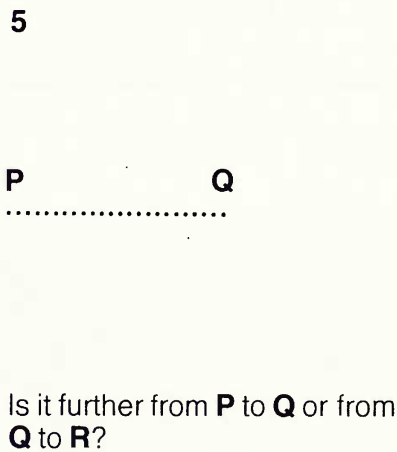 5
P Q
Is it further from P to Q or from
Q to R?